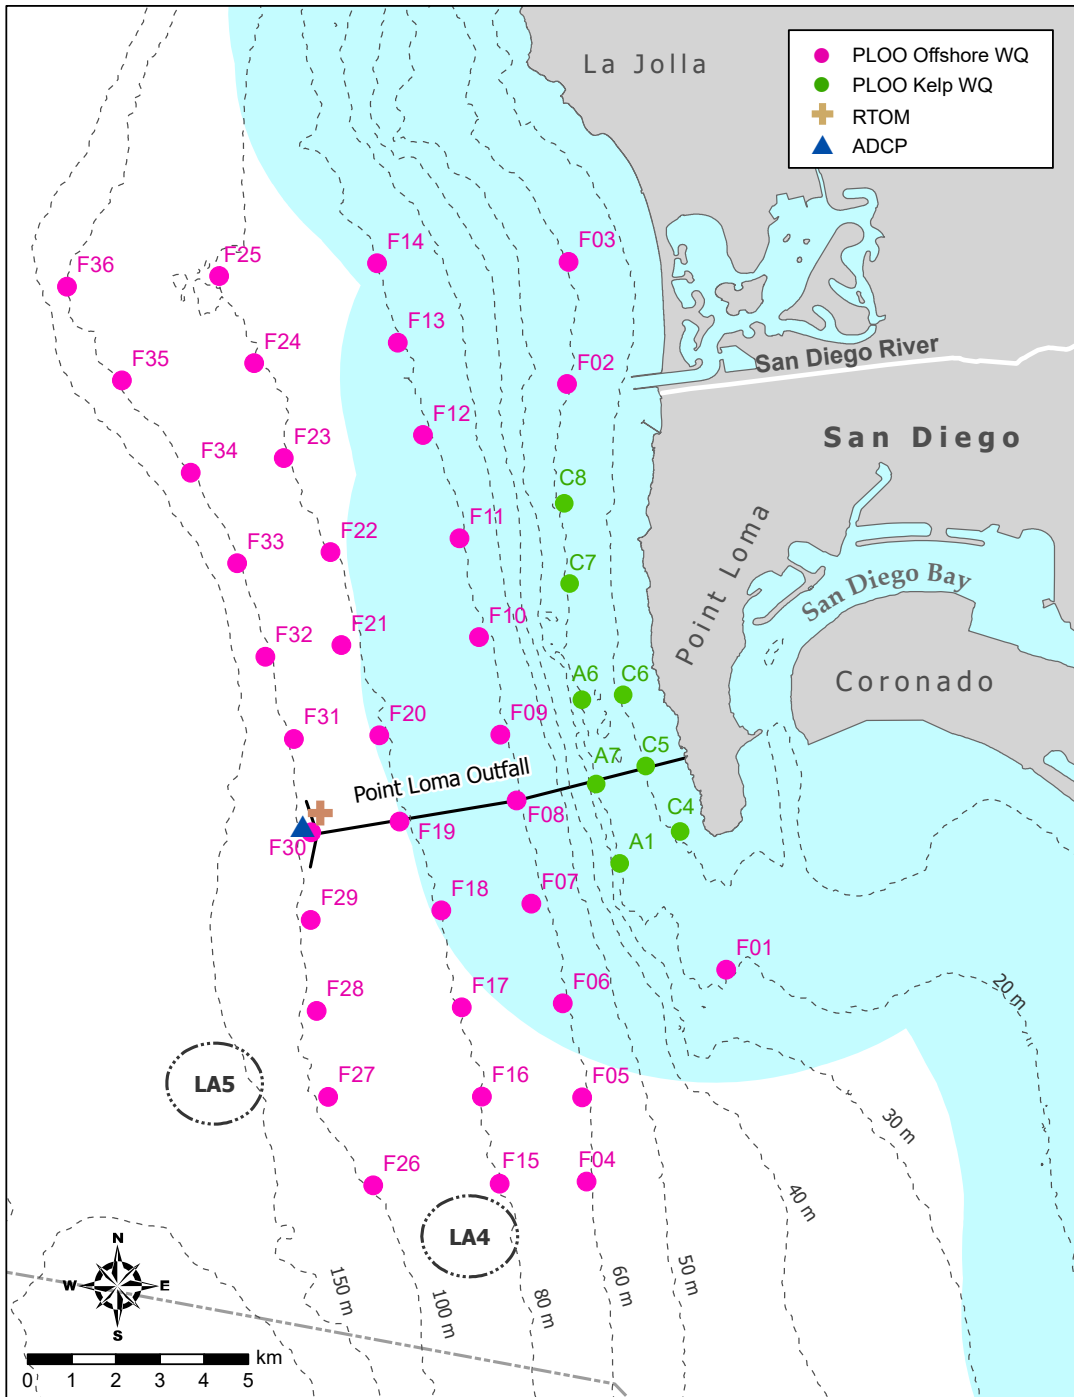 La Jolla
PLOO Offshore WQ
PLOO Kelp WQ
RTOM
ADCP
F03
F14
F25
F36
F13
F24
F35
F02
San Diego River
F12
F23
F34
San Diego
C8
F11
F22
F33
C7
Point Loma
San Diego Bay
F10
F21
F32
A6
C6
Coronado
F09
F20
F31
C5
A7
Point Loma Outfall
F08
F19
F30
C4
A1
F07
F18
F29
F01
F06
F17
F28
20 m
LA5
F05
F16
F27
30 m
F04
F15
F26
40 m
LA4
50 m
60 m
80 m
100 m
150 m
N
W E
S
km
0 1 2 3 4 5